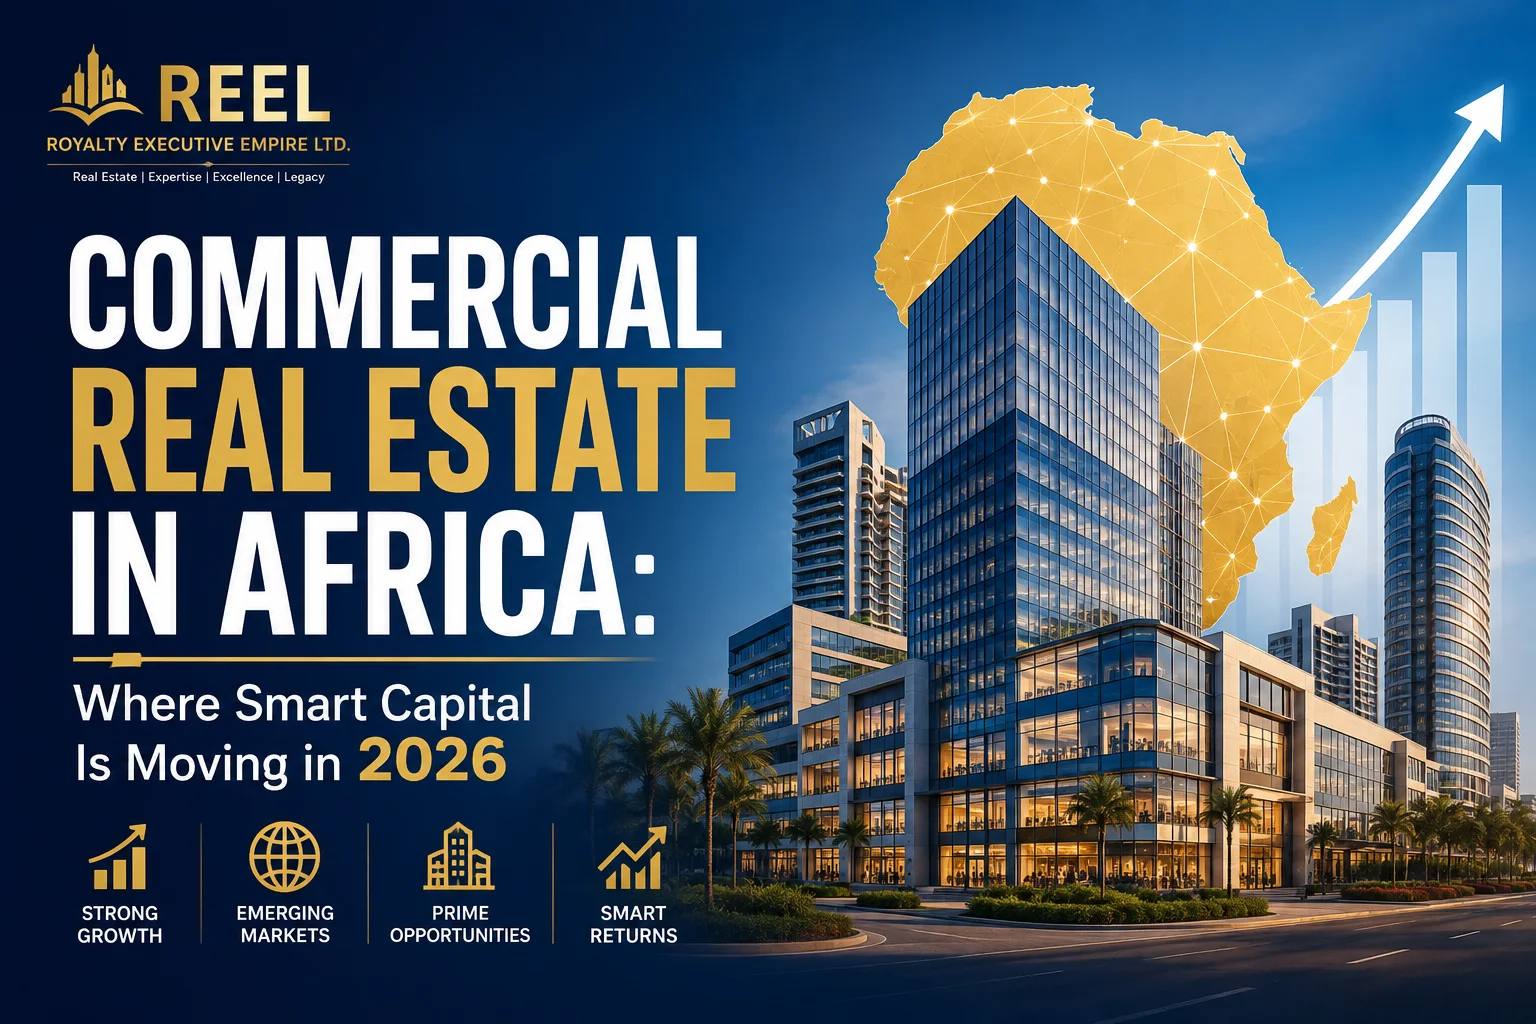 REEL
ROYALTY EXECUTIVE EMPIRE LTD.
Real Estate | Expertise | Excellence | Legacy
COMMERCIAL
REAL ESTATE
IN AFRICA:
Where Smart Capital
Is Moving in 2026
STRONG
GROWTH
EMERGING
MARKETS
PRIME
OPPORTUNITIES
SMART
RETURNS